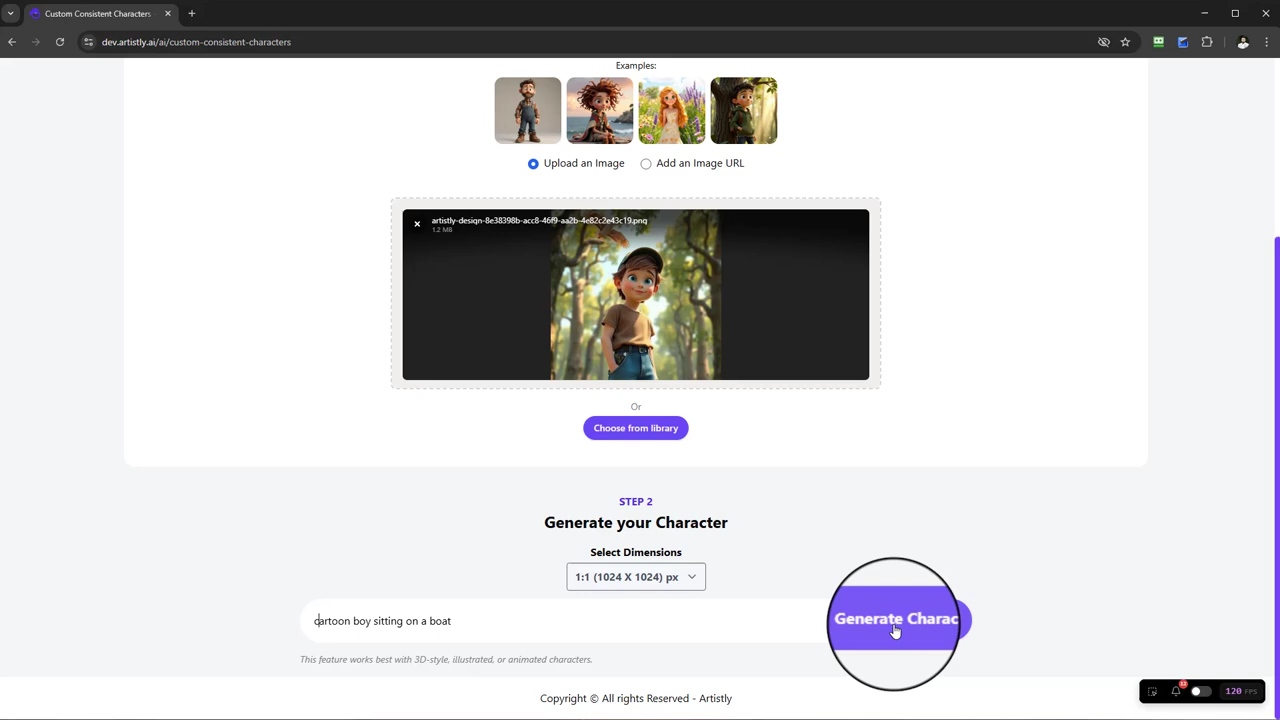 Custom Consistent Characters
dev.artistly.ai/ai/custom-consistent-characters
Examples:
Upload an Image
Add an Image URL
artistly-design-8e38398b-acc8-46f9-aa2b-4e82c2e43c19.png
1.2 MB
Or
Choose from library
STEP 2
Generate your Character
Select Dimensions
1:1 (1024 X 1024) px
cartoon boy sitting on a boat
Generate Charac
This feature works best with 3D-style, illustrated, or animated characters.
Copyright © All rights Reserved - Artistly
120 FPS